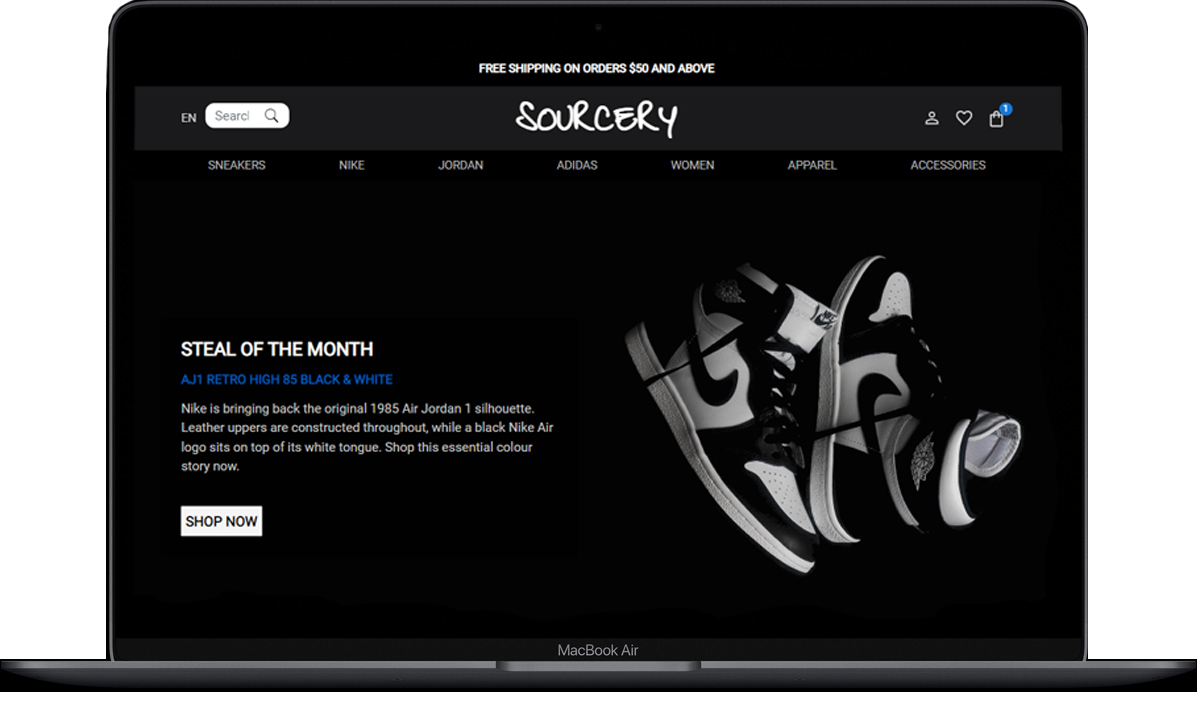 FREE SHIPPING ON ORDERS $50 AND ABOVE
EN
Search
SOURCERY
1
SNEAKERS NIKE JORDAN ADIDAS WOMEN APPAREL ACCESSORIES
STEAL OF THE MONTH
AJ1 RETRO HIGH 85 BLACK & WHITE
Nike is bringing back the original 1985 Air Jordan 1 silhouette.
Leather uppers are constructed throughout, while a black Nike Air
logo sits on top of its white tongue. Shop this essential colour
story now.
SHOP NOW
MacBook Air